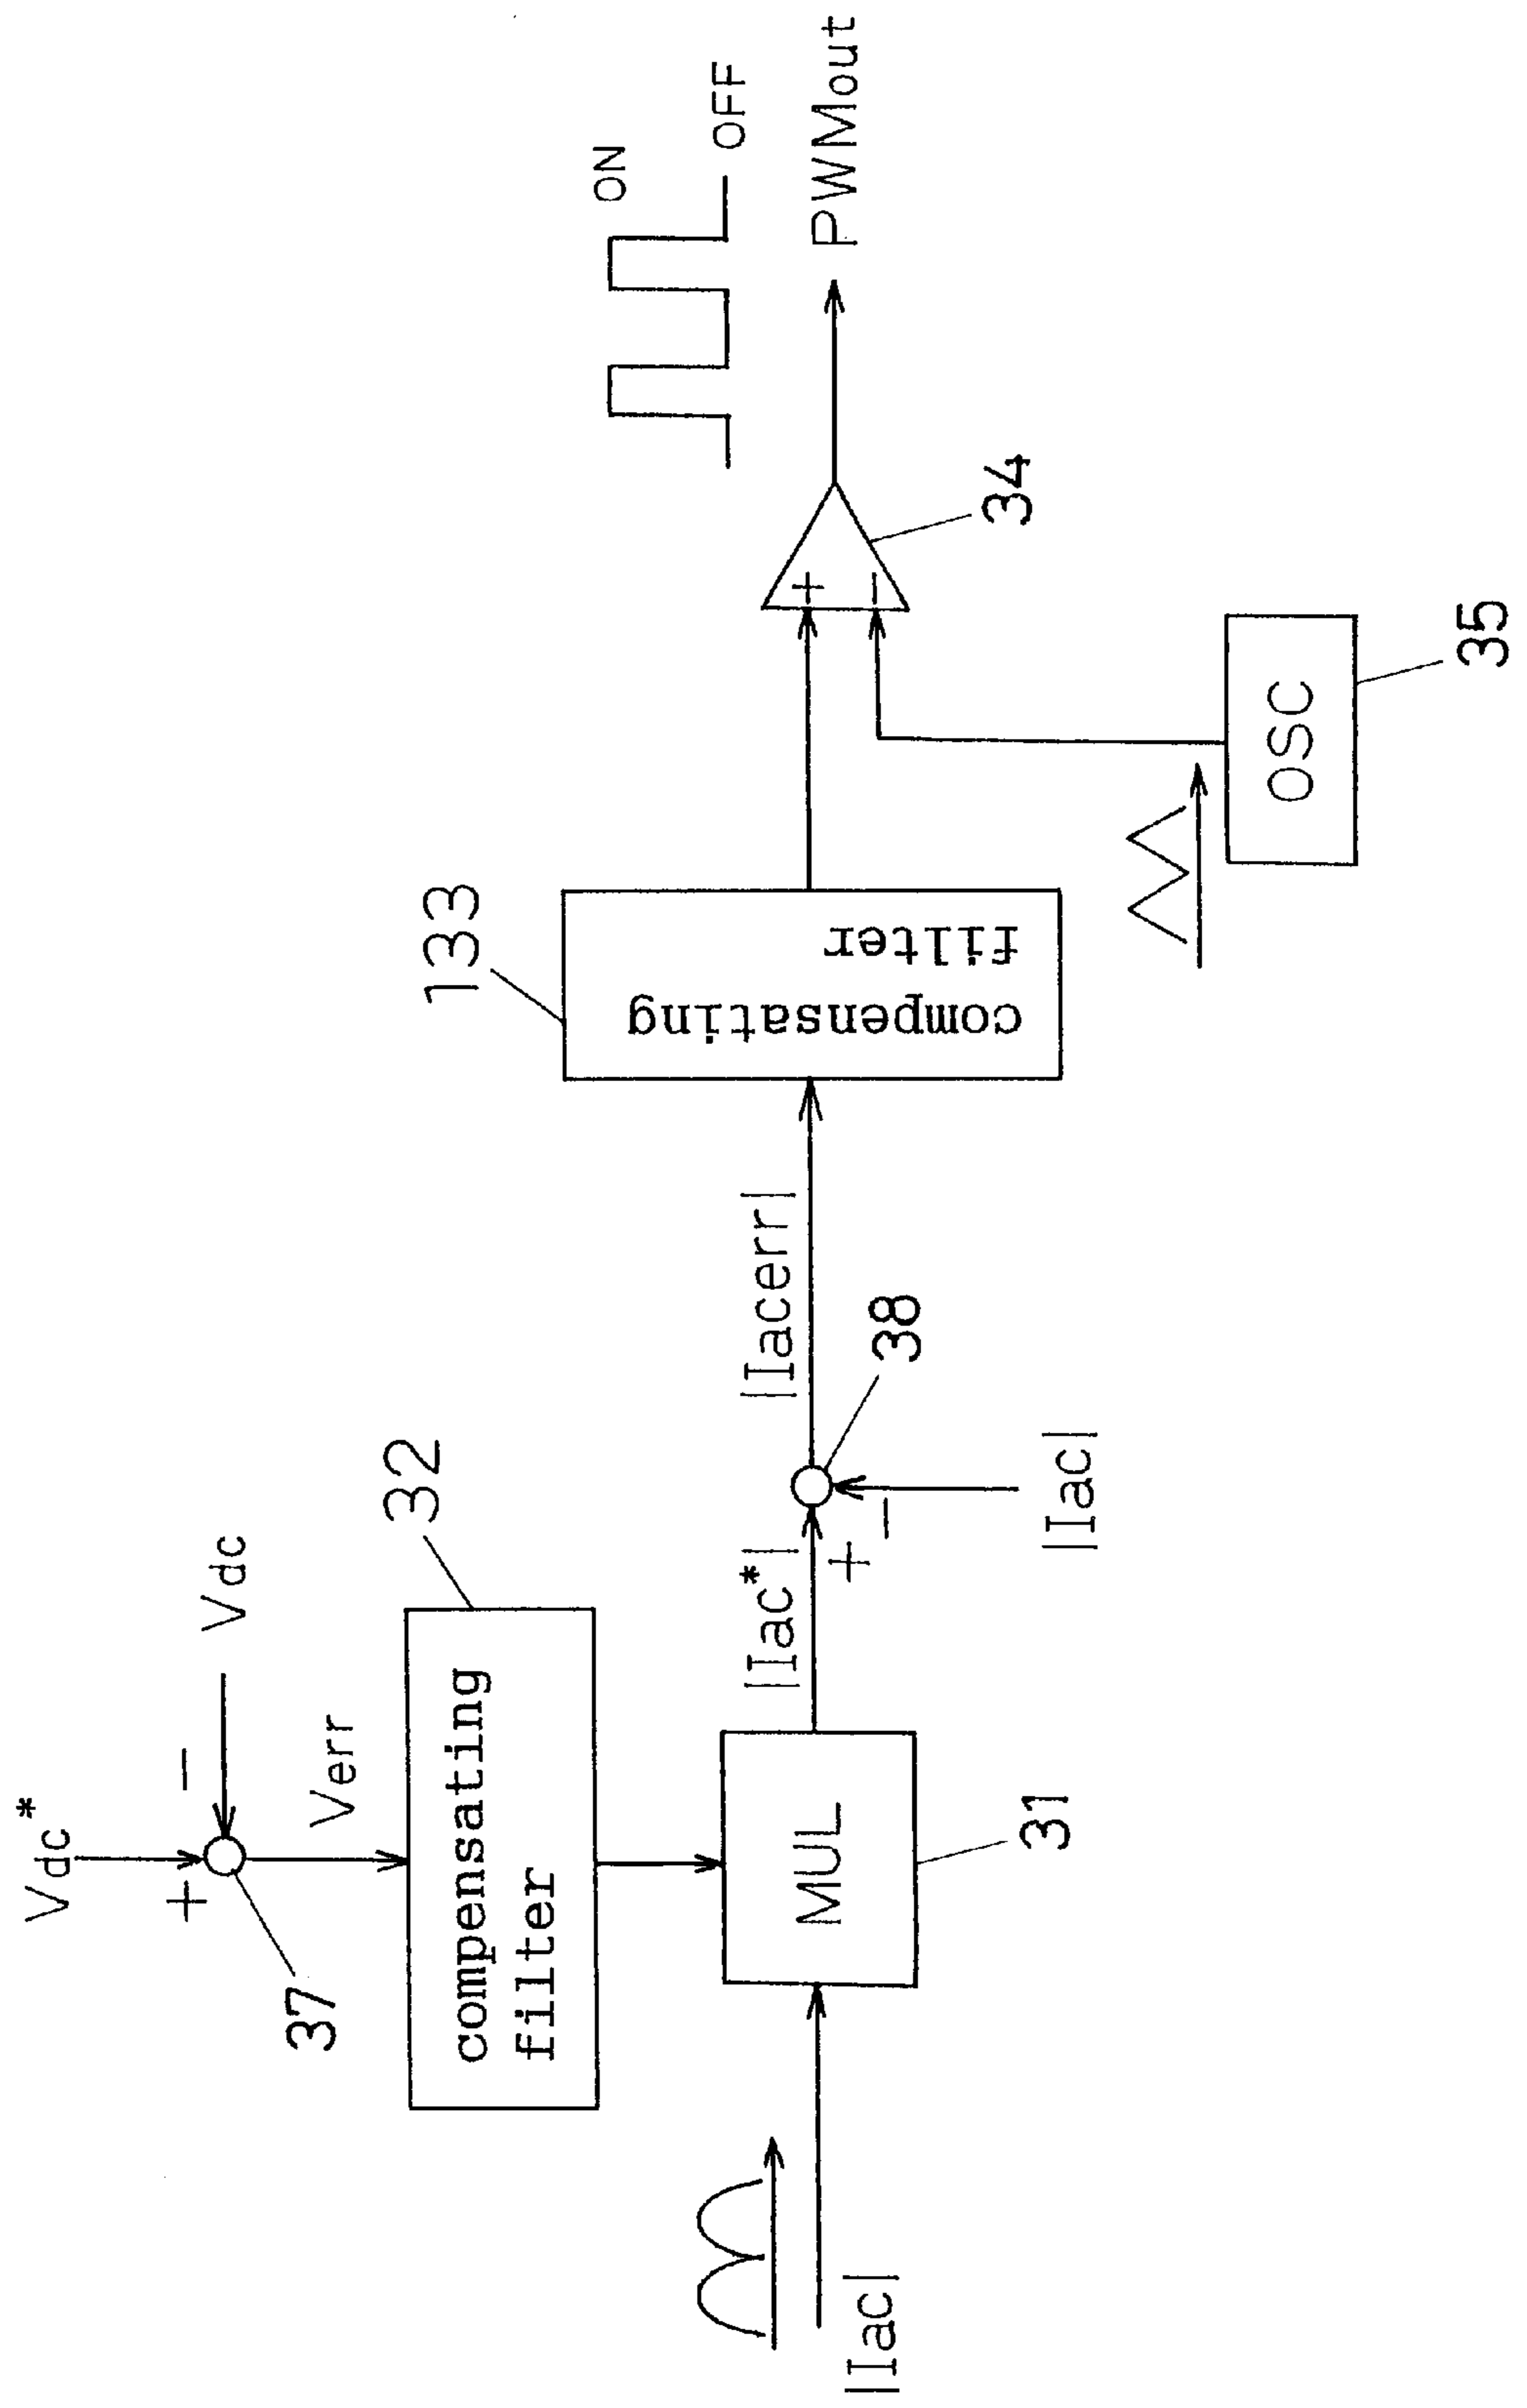 Vdc*
+
−
Vdc
37
Verr
32
compensating
filter
|Iac|
MUL
31
|Iac*|
+
−
|Iac|
38
|Iacerr|
133
compensating
filter
OSC
35
+
−
34
ON
OFF
PWMout